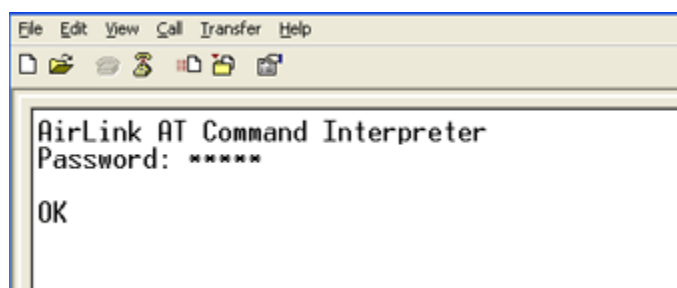 File Edit View Call Transfer Help
AirLink AT Command Interpreter
Password: *****
OK